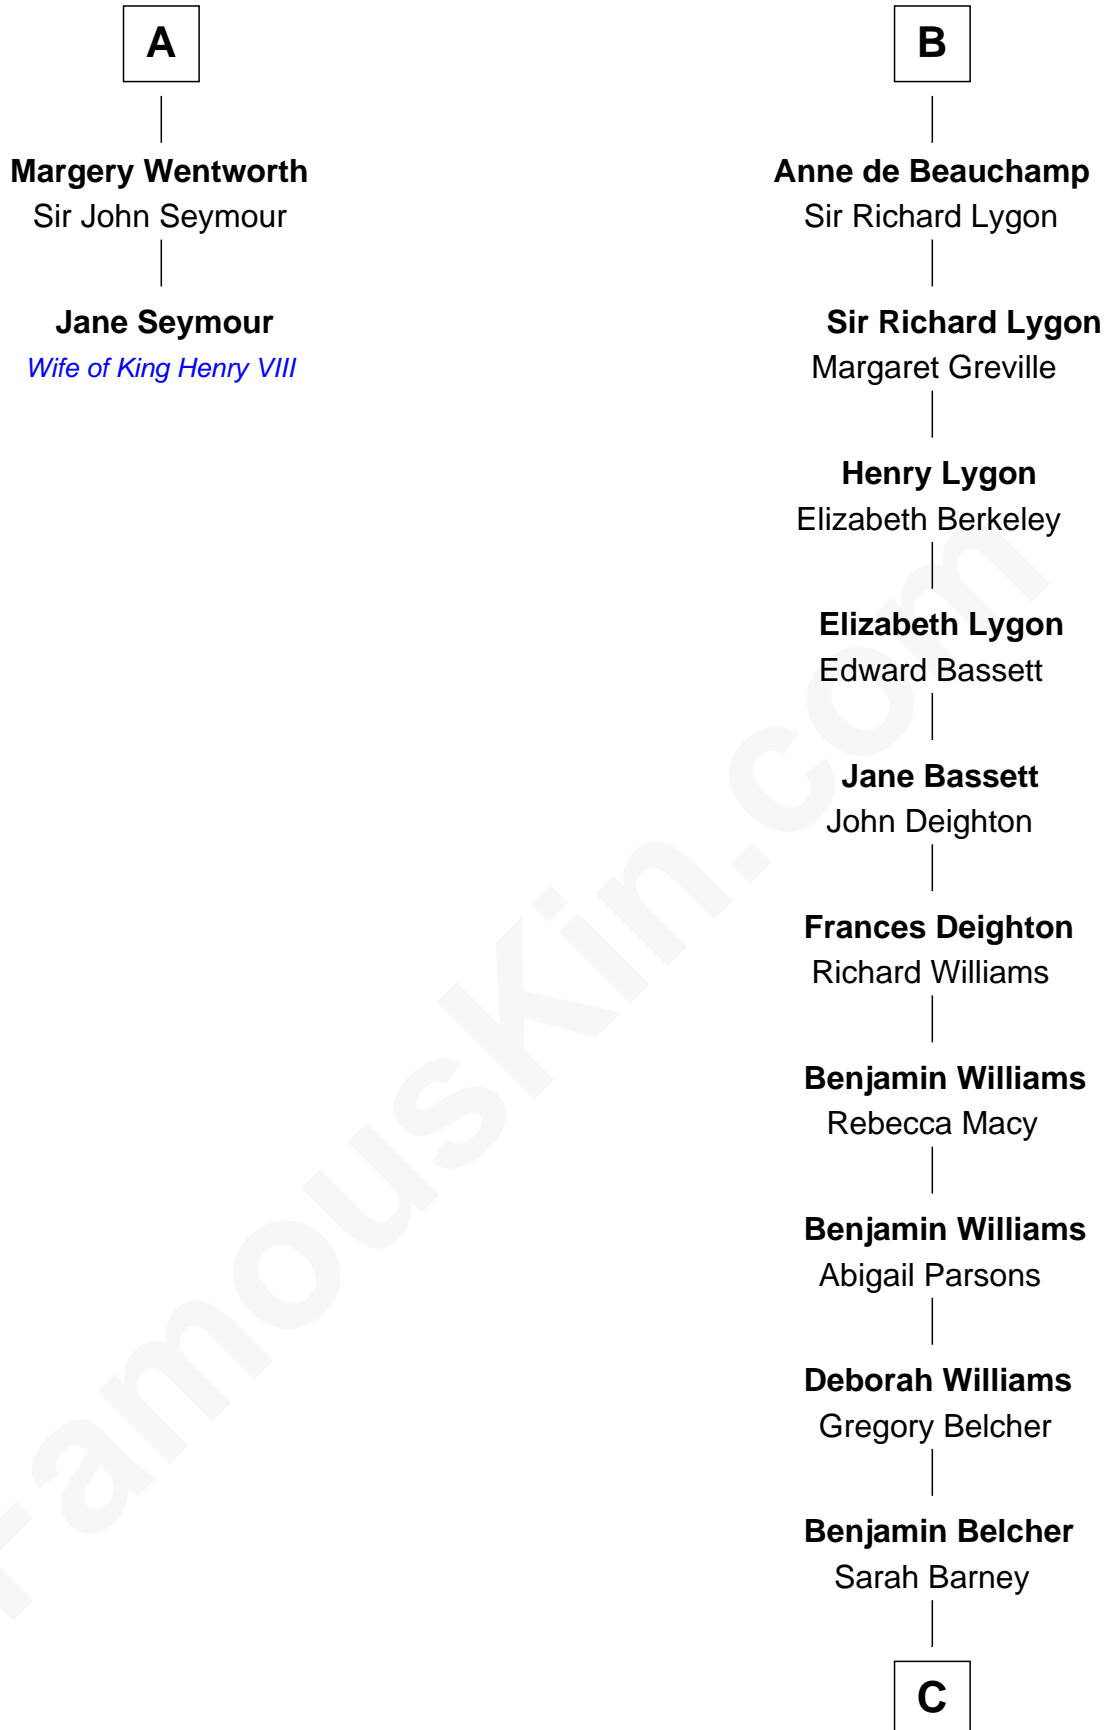 A
Margery Wentworth
Sir John Seymour
Jane Seymour
Wife of King Henry VIII
B
Anne de Beauchamp
Sir Richard Lygon
Sir Richard Lygon
Margaret Greville
Henry Lygon
Elizabeth Berkeley
Elizabeth Lygon
Edward Bassett
Jane Bassett
John Deighton
Frances Deighton
Richard Williams
Benjamin Williams
Rebecca Macy
Benjamin Williams
Abigail Parsons
Deborah Williams
Gregory Belcher
Benjamin Belcher
Sarah Barney
C
FamousKin.com